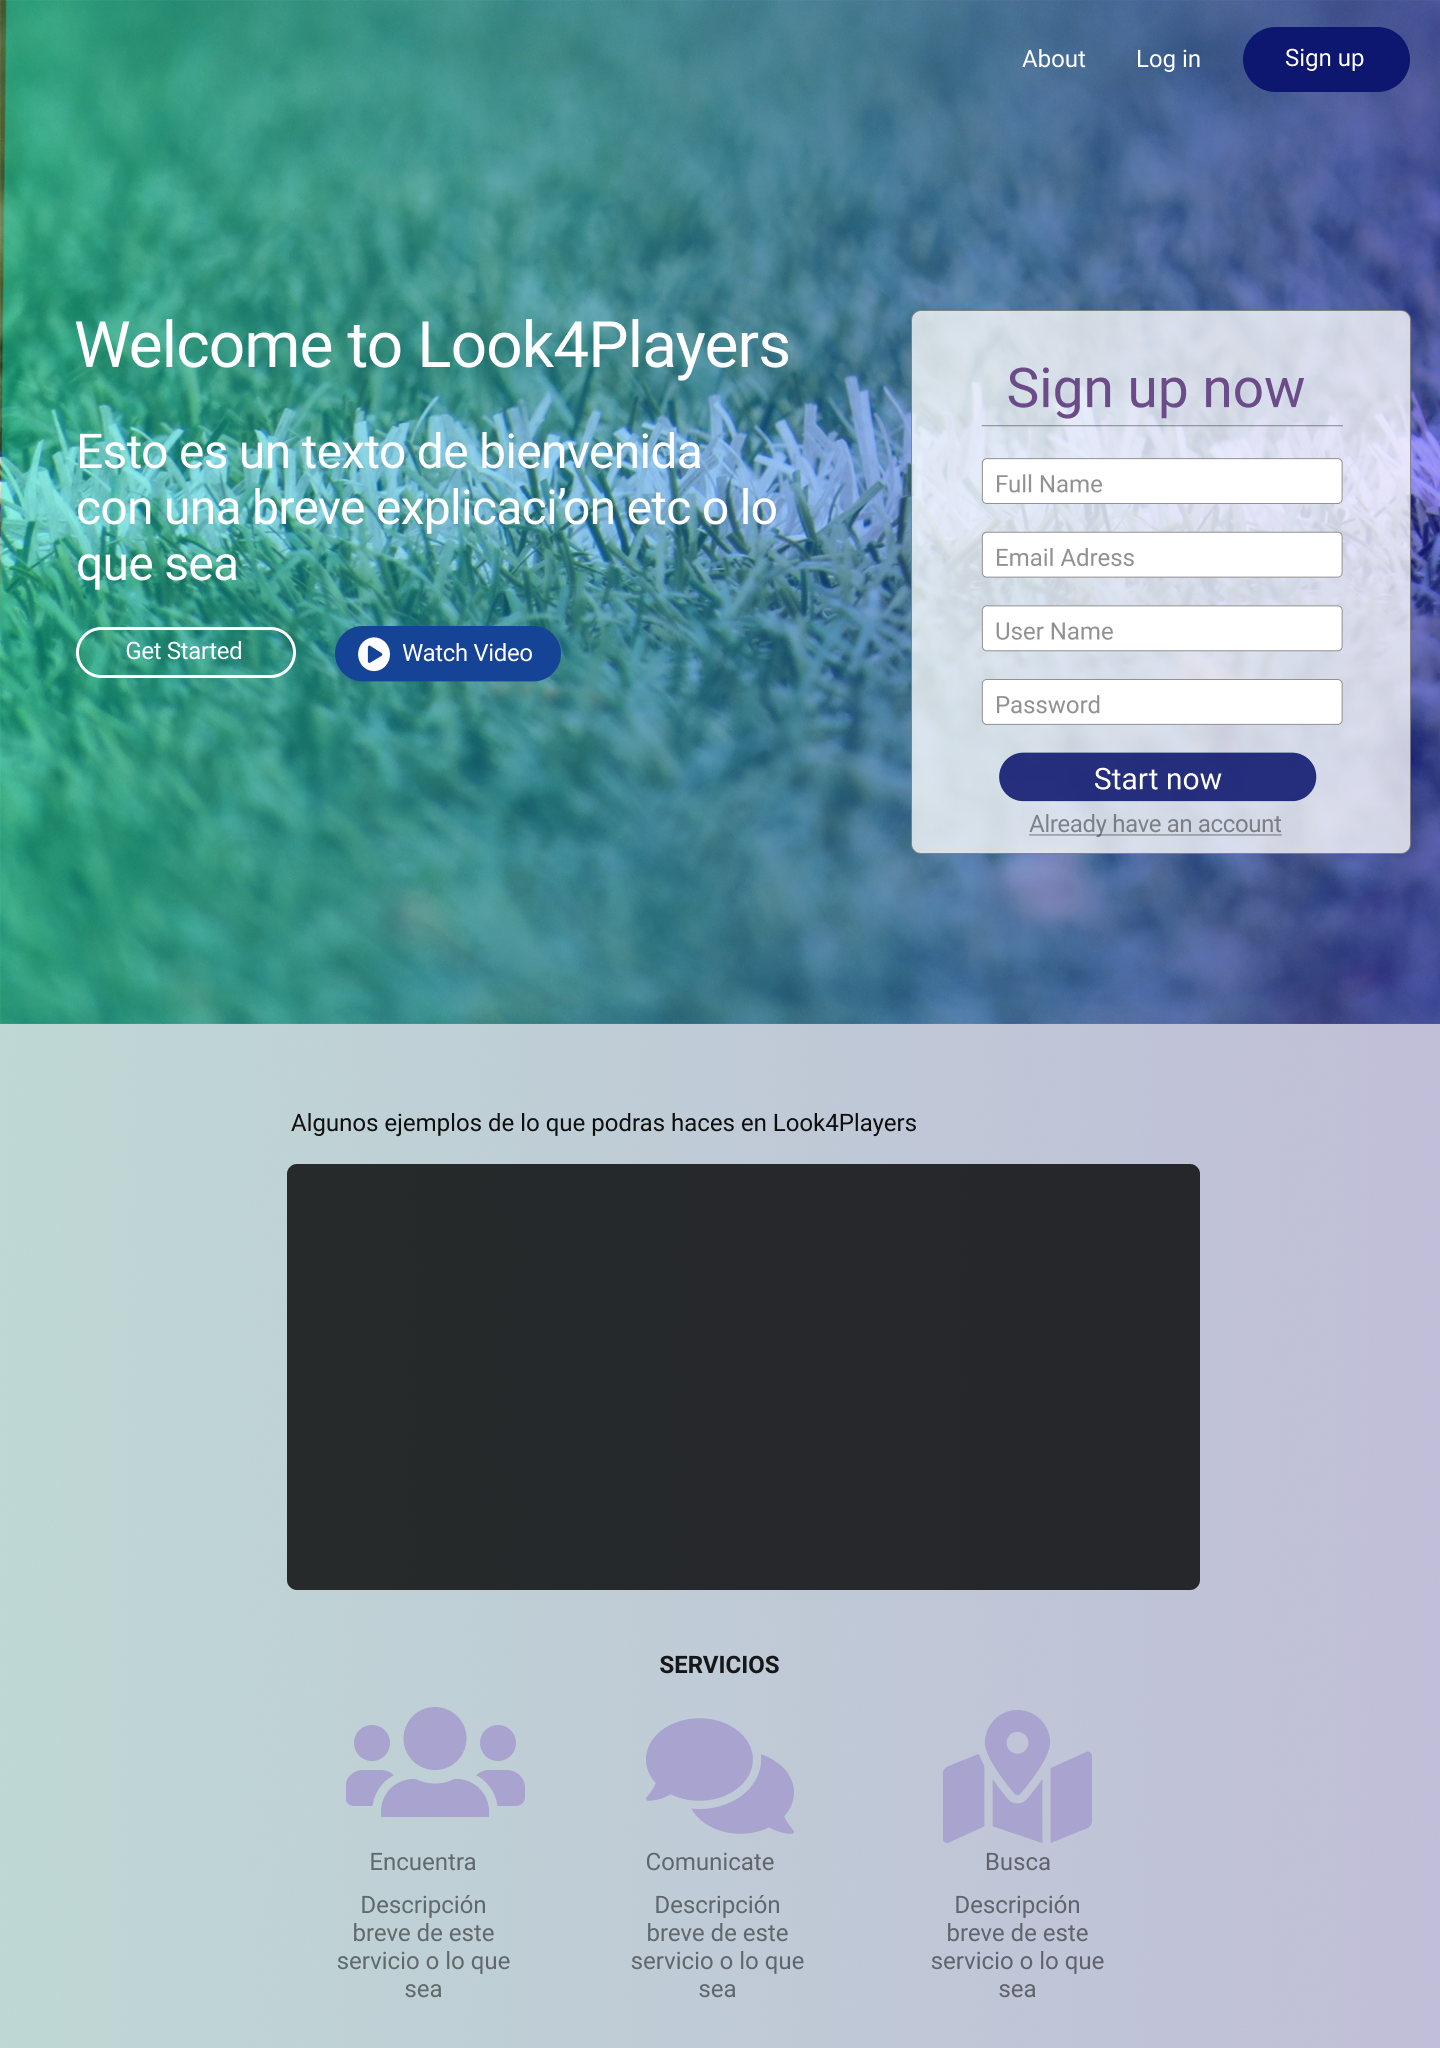 About
Log in
Sign up
Welcome to Look4Players
Esto es un texto de bienvenida
con una breve explicaci’on etc o lo
que sea
Get Started
Watch Video
Sign up now
Full Name
Email Adress
User Name
Password
Start now
Already have an account
Algunos ejemplos de lo que podras haces en Look4Players
SERVICIOS
Encuentra
Descripción
breve de este
servicio o lo que
sea
Comunicate
Descripción
breve de este
servicio o lo que
sea
Busca
Descripción
breve de este
servicio o lo que
sea